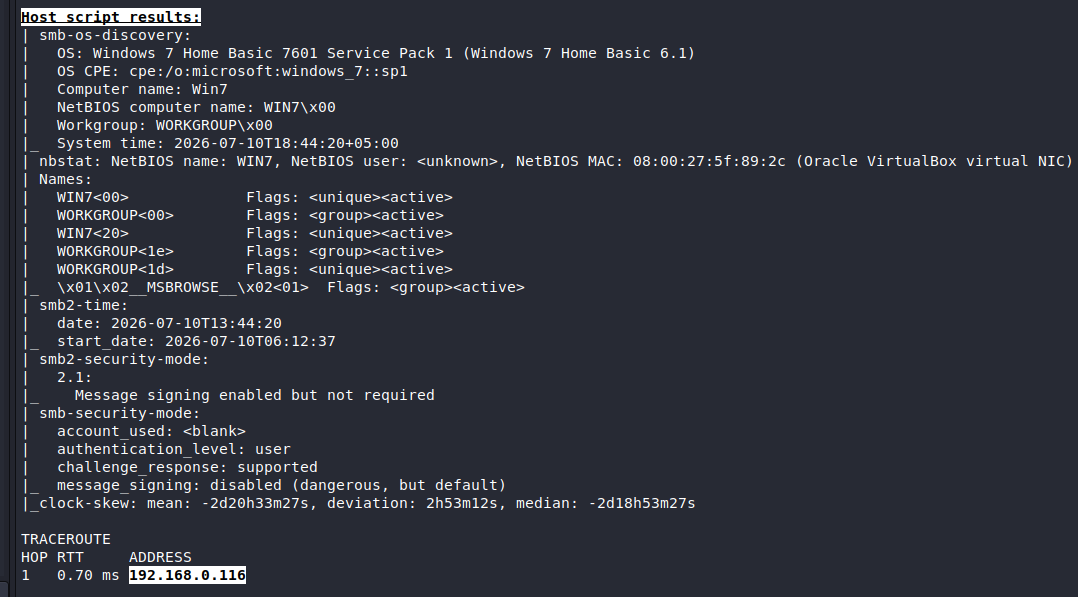 Host script results:
| smb-os-discovery:
|   OS: Windows 7 Home Basic 7601 Service Pack 1 (Windows 7 Home Basic 6.1)
|   OS CPE: cpe:/o:microsoft:windows_7::sp1
|   Computer name: Win7
|   NetBIOS computer name: WIN7\x00
|   Workgroup: WORKGROUP\x00
|_  System time: 2026-07-10T18:44:20+05:00
| nbstat: NetBIOS name: WIN7, NetBIOS user: <unknown>, NetBIOS MAC: 08:00:27:5f:89:2c (Oracle VirtualBox virtual NIC)
| Names:
|   WIN7<00>             Flags: <unique><active>
|   WORKGROUP<00>        Flags: <group><active>
|   WIN7<20>             Flags: <unique><active>
|   WORKGROUP<1e>        Flags: <group><active>
|   WORKGROUP<1d>        Flags: <unique><active>
|_  \x01\x02__MSBROWSE__\x02<01>  Flags: <group><active>
| smb2-time:
|   date: 2026-07-10T13:44:20
|_  start_date: 2026-07-10T06:12:37
| smb2-security-mode:
|   2.1:
|_    Message signing enabled but not required
| smb-security-mode:
|   account_used: <blank>
|   authentication_level: user
|   challenge_response: supported
|_  message_signing: disabled (dangerous, but default)
|_clock-skew: mean: -2d20h33m27s, deviation: 2h53m12s, median: -2d18h53m27s
TRACEROUTE
HOP RTT     ADDRESS
1   0.70 ms 192.168.0.116